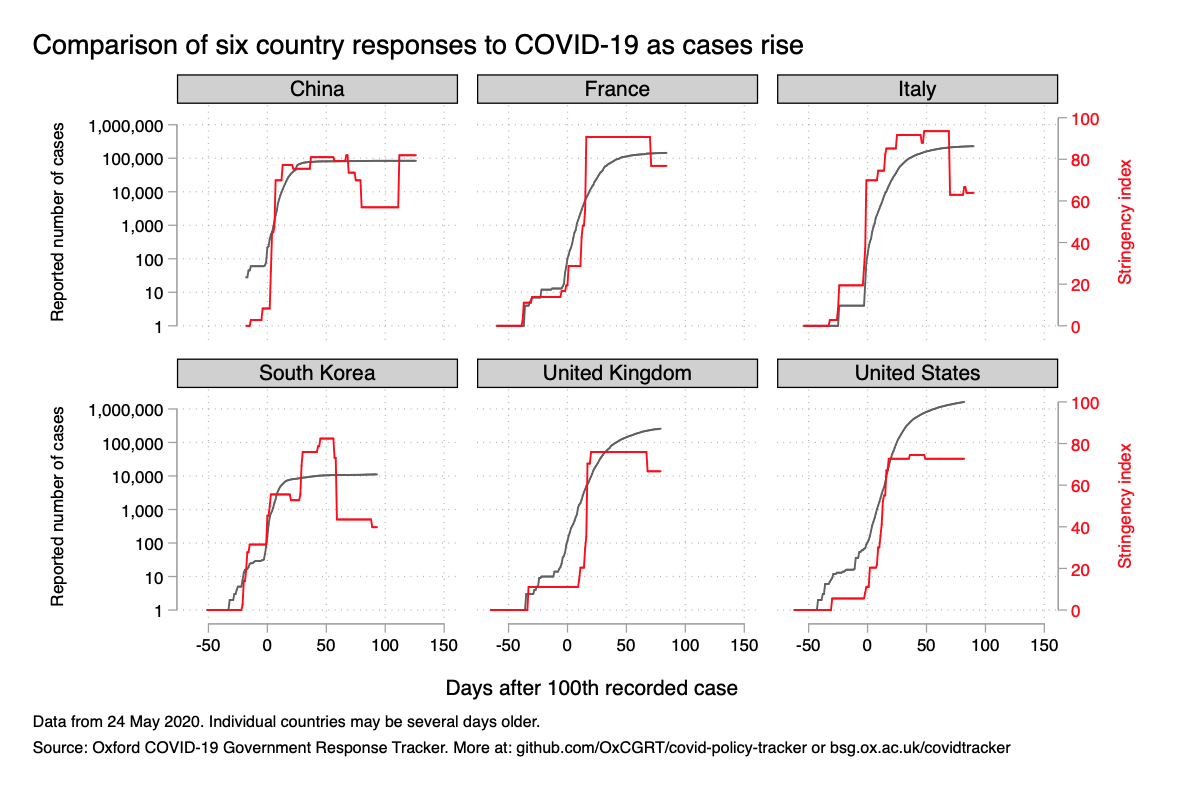 Comparison of six country responses to COVID-19 as cases rise
China
France
Italy
Reported number of cases
1,000,000
100,000
10,000
1,000
100
10
1
100
80
60
40
20
0
Stringency index
South Korea
United Kingdom
United States
Reported number of cases
1,000,000
100,000
10,000
1,000
100
10
1
100
80
60
40
20
0
Stringency index
-50 0 50 100 150 -50 0 50 100 150 -50 0 50 100 150
Days after 100th recorded case
Data from 24 May 2020. Individual countries may be several days older.
Source: Oxford COVID-19 Government Response Tracker. More at: github.com/OxCGRT/covid-policy-tracker or bsg.ox.ac.uk/covidtracker